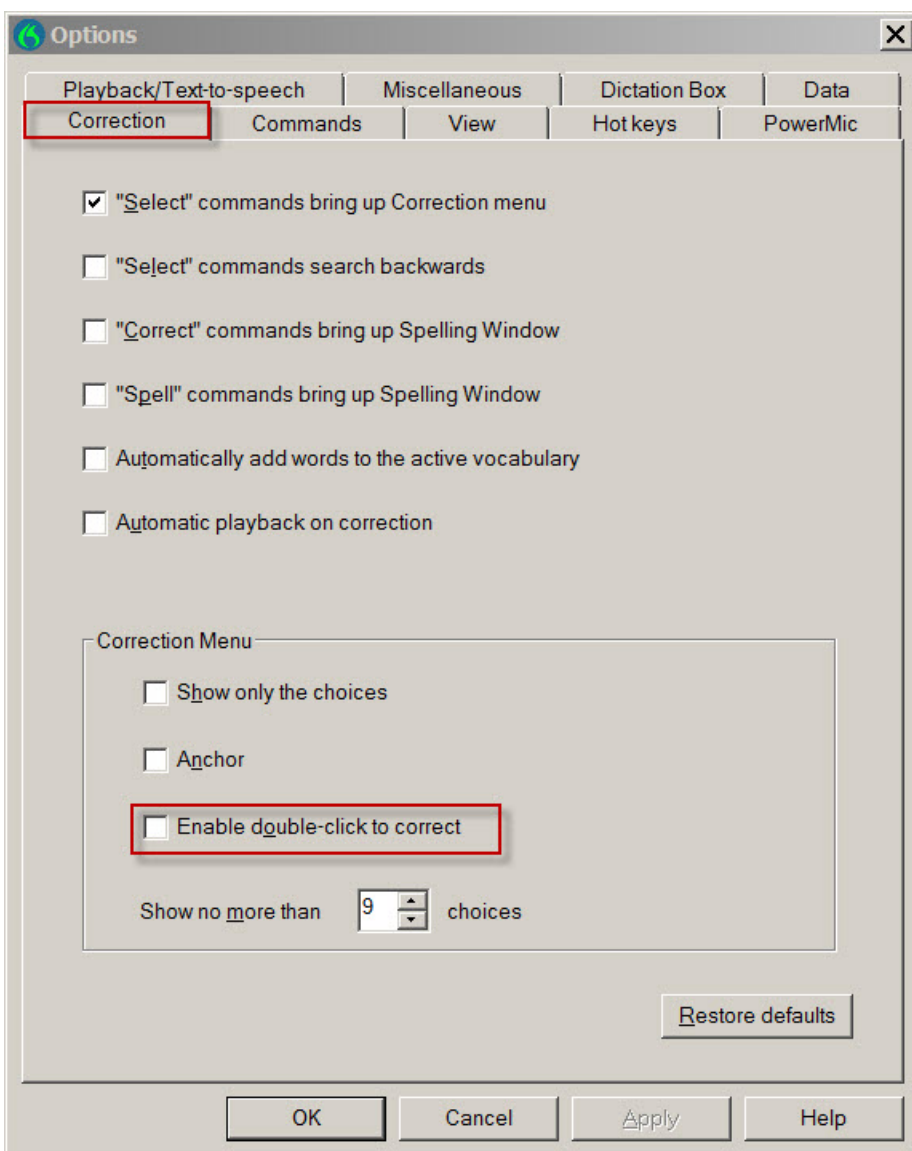 Options
Playback/Text-to-speech Miscellaneous Dictation Box Data
Correction Commands View Hot keys PowerMic
"Select" commands bring up Correction menu
"Select" commands search backwards
"Correct" commands bring up Spelling Window
"Spell" commands bring up Spelling Window
Automatically add words to the active vocabulary
Automatic playback on correction
Correction Menu
Show only the choices
Anchor
Enable double-click to correct
Show no more than 9 choices
Restore defaults
OK Cancel Apply Help